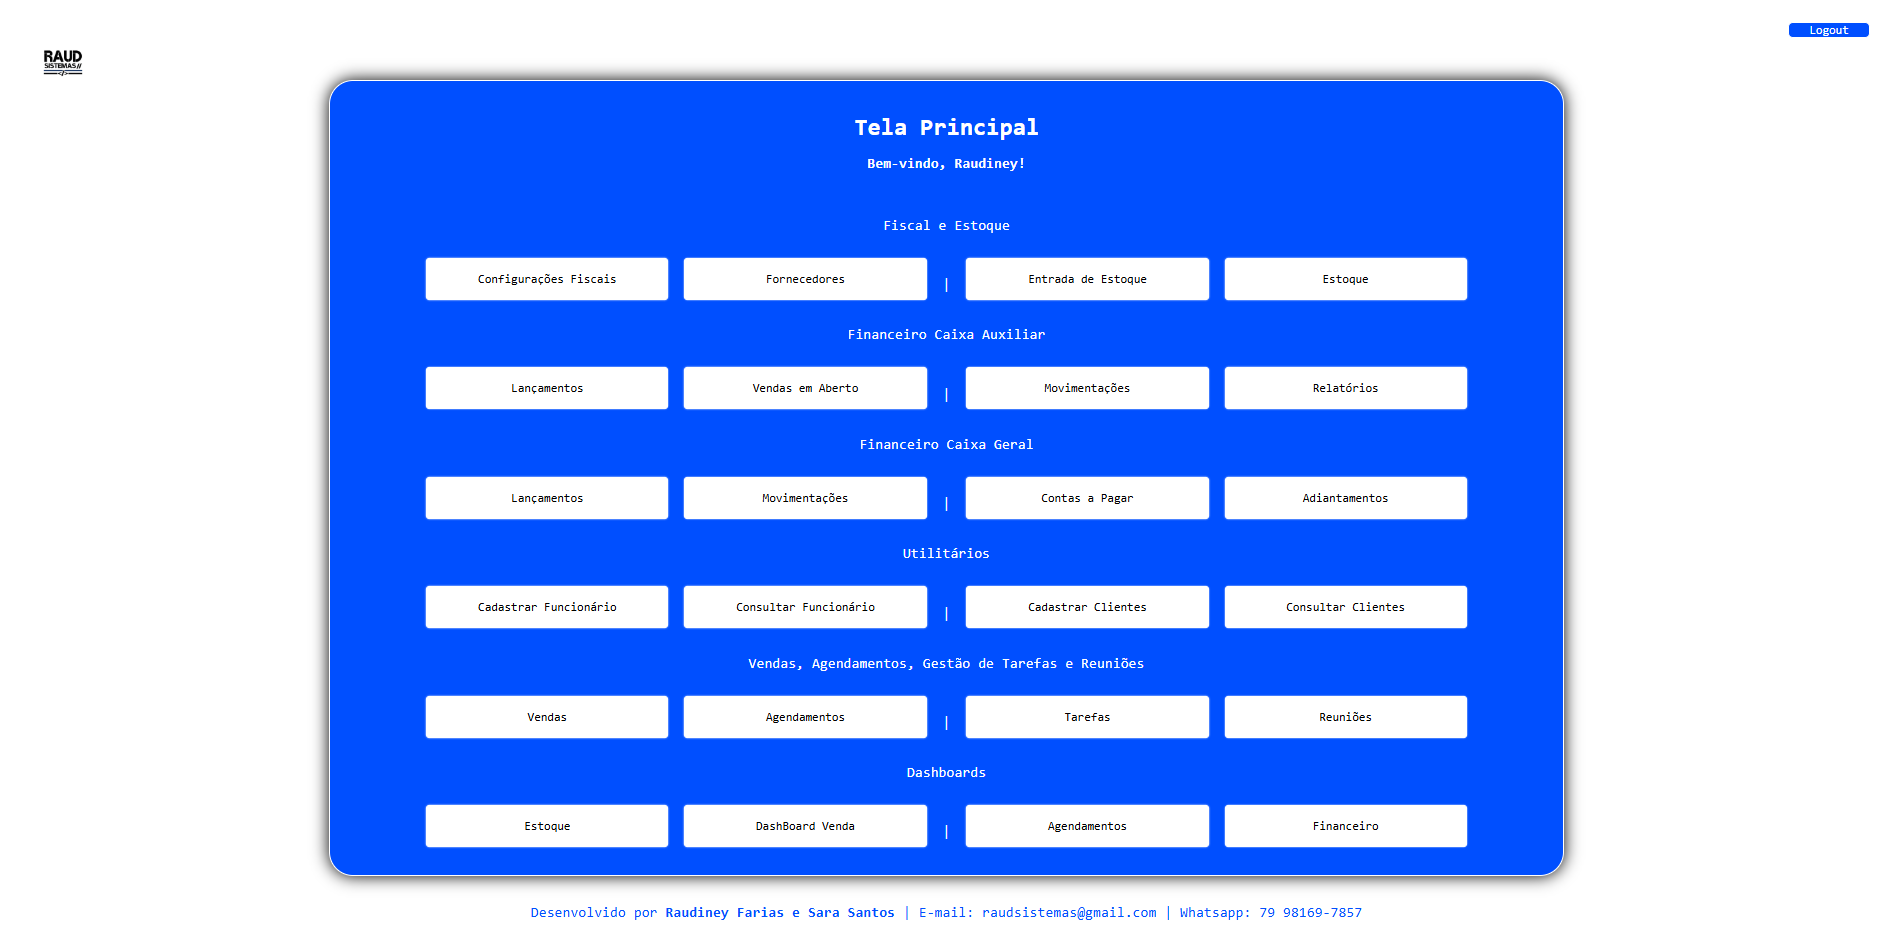 Logout
RAUD
SISTEMAS//
</>
Tela Principal
Bem-vindo, Raudiney!
Fiscal e Estoque
Configurações Fiscais Fornecedores | Entrada de Estoque Estoque
Financeiro Caixa Auxiliar
Lançamentos Vendas em Aberto | Movimentações Relatórios
Financeiro Caixa Geral
Lançamentos Movimentações | Contas a Pagar Adiantamentos
Utilitários
Cadastrar Funcionário Consultar Funcionário | Cadastrar Clientes Consultar Clientes
Vendas, Agendamentos, Gestão de Tarefas e Reuniões
Vendas Agendamentos | Tarefas Reuniões
Dashboards
Estoque DashBoard Venda | Agendamentos Financeiro
Desenvolvido por Raudiney Farias e Sara Santos | E-mail: raudsistemas@gmail.com | Whatsapp: 79 98169-7857